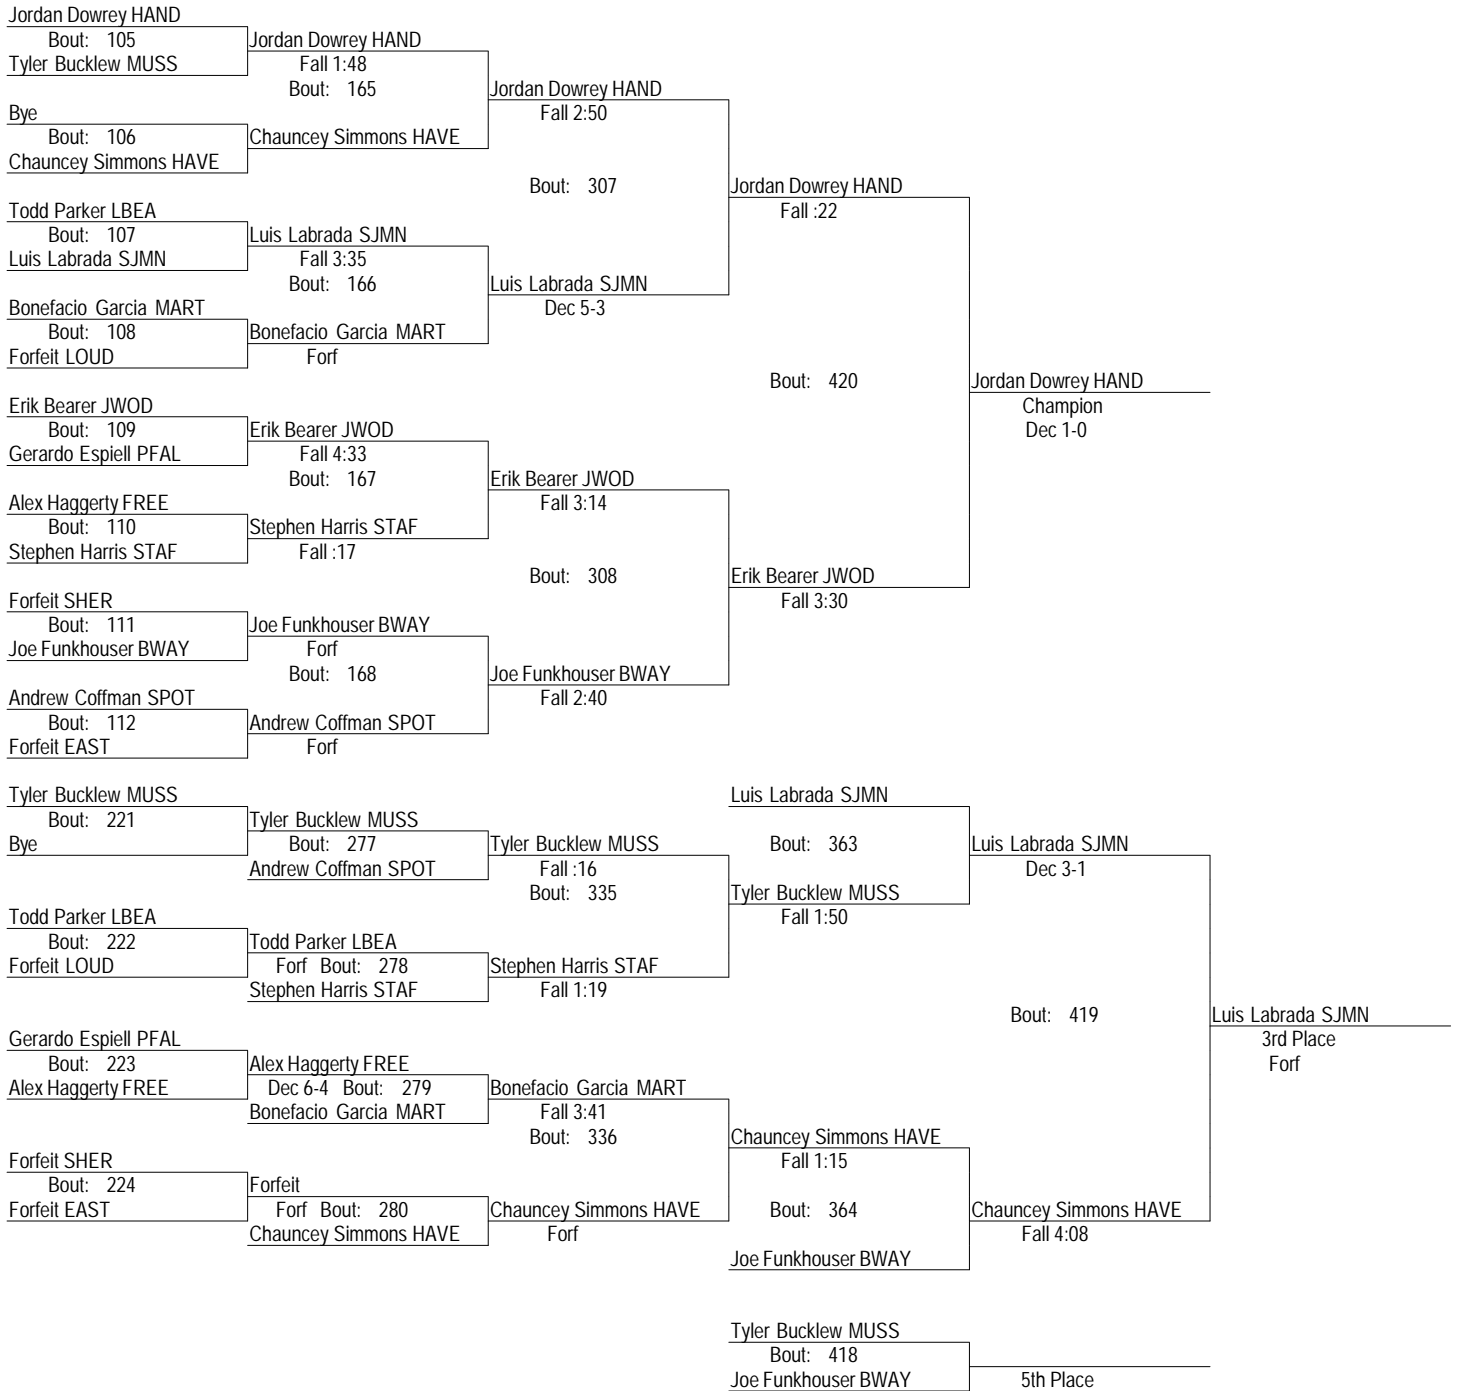 Jordan Dowrey HAND
Bout: 105
Jordan Dowrey HAND
Tyler Bucklew MUSS
Fall 1:48
Bout: 165
Jordan Dowrey HAND
Bye
Fall 2:50
Bout: 106
Chauncey Simmons HAVE
Chauncey Simmons HAVE
Bout: 307
Jordan Dowrey HAND
Todd Parker LBEA
Fall :22
Bout: 107
Luis Labrada SJMN
Luis Labrada SJMN
Fall 3:35
Bout: 166
Luis Labrada SJMN
Bonefacio Garcia MART
Dec 5-3
Bout: 108
Bonefacio Garcia MART
Forfeit LOUD
Forf
Bout: 420
Jordan Dowrey HAND
Erik Bearer JWOD
Champion
Bout: 109
Erik Bearer JWOD
Dec 1-0
Gerardo Espiell PFAL
Fall 4:33
Bout: 167
Erik Bearer JWOD
Alex Haggerty FREE
Fall 3:14
Bout: 110
Stephen Harris STAF
Stephen Harris STAF
Fall :17
Bout: 308
Erik Bearer JWOD
Forfeit SHER
Fall 3:30
Bout: 111
Joe Funkhouser BWAY
Joe Funkhouser BWAY
Forf
Bout: 168
Joe Funkhouser BWAY
Andrew Coffman SPOT
Fall 2:40
Bout: 112
Andrew Coffman SPOT
Forfeit EAST
Forf
Tyler Bucklew MUSS
Luis Labrada SJMN
Bout: 221
Tyler Bucklew MUSS
Bye
Bout: 277
Tyler Bucklew MUSS
Bout: 363
Luis Labrada SJMN
Andrew Coffman SPOT
Fall :16
Dec 3-1
Bout: 335
Tyler Bucklew MUSS
Todd Parker LBEA
Fall 1:50
Bout: 222
Todd Parker LBEA
Forfeit LOUD
Forf Bout: 278
Stephen Harris STAF
Stephen Harris STAF
Fall 1:19
Bout: 419
Luis Labrada SJMN
Gerardo Espiell PFAL
3rd Place
Bout: 223
Alex Haggerty FREE
Forf
Alex Haggerty FREE
Dec 6-4 Bout: 279
Bonefacio Garcia MART
Bonefacio Garcia MART
Fall 3:41
Bout: 336
Chauncey Simmons HAVE
Forfeit SHER
Fall 1:15
Bout: 224
Forfeit
Forfeit EAST
Forf Bout: 280
Chauncey Simmons HAVE
Bout: 364
Chauncey Simmons HAVE
Chauncey Simmons HAVE
Forf
Fall 4:08
Joe Funkhouser BWAY
Tyler Bucklew MUSS
Bout: 418
Joe Funkhouser BWAY
5th Place